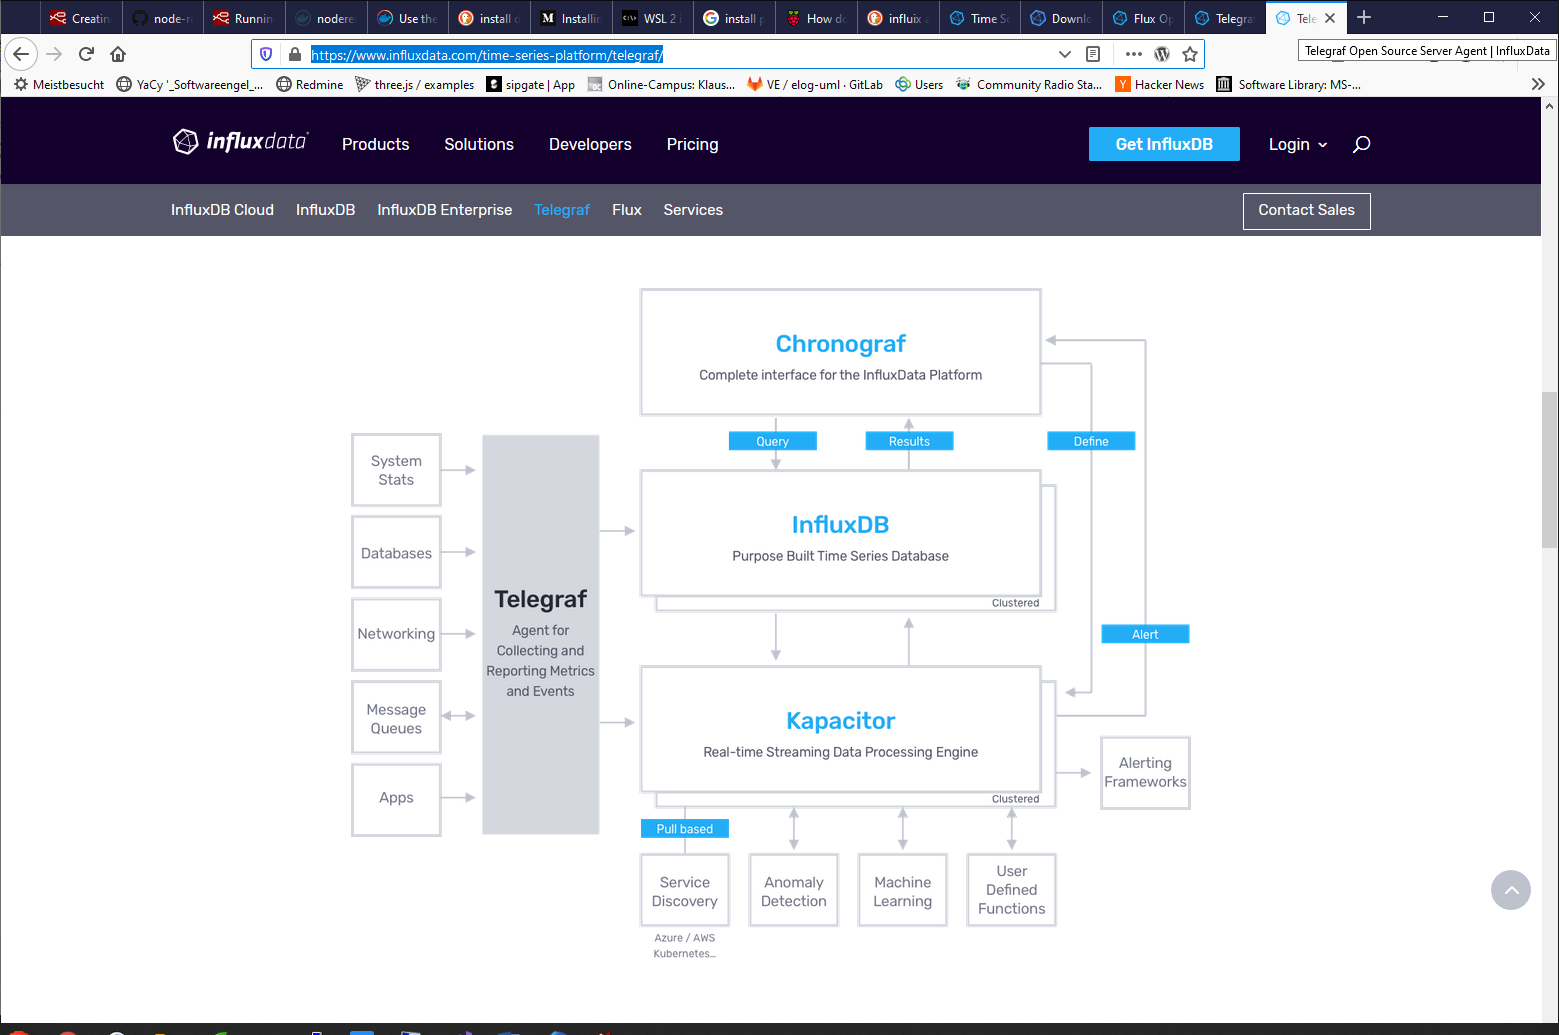 Creatin
node-r
Runnin
nodere
Use the
install d
Installin
WSL 2 i
install p
How do
influix a
Time Se
Downlo
Flux Op
Telegra
Tele
https://www.influxdata.com/time-series-platform/telegraf/
Telegraf Open Source Server Agent | InfluxData
Meistbesucht
YaCy '_Softwareengel_...
Redmine
three.js / examples
sipgate | App
Online-Campus: Klaus...
VE / elog-uml · GitLab
Users
Community Radio Sta...
Hacker News
Software Library: MS-...
influxdata
Products
Solutions
Developers
Pricing
Get InfluxDB
Login
InfluxDB Cloud
InfluxDB
InfluxDB Enterprise
Telegraf
Flux
Services
Contact Sales
Chronograf
Complete interface for the InfluxData Platform
Query
Results
Define
System
Stats
Databases
Networking
Message
Queues
Apps
Telegraf
Agent for
Collecting and
Reporting Metrics
and Events
InfluxDB
Purpose Built Time Series Database
Clustered
Alert
Kapacitor
Real-time Streaming Data Processing Engine
Clustered
Alerting
Frameworks
Pull based
Service
Discovery
Azure / AWS
Kubernetes...
Anomaly
Detection
Machine
Learning
User
Defined
Functions